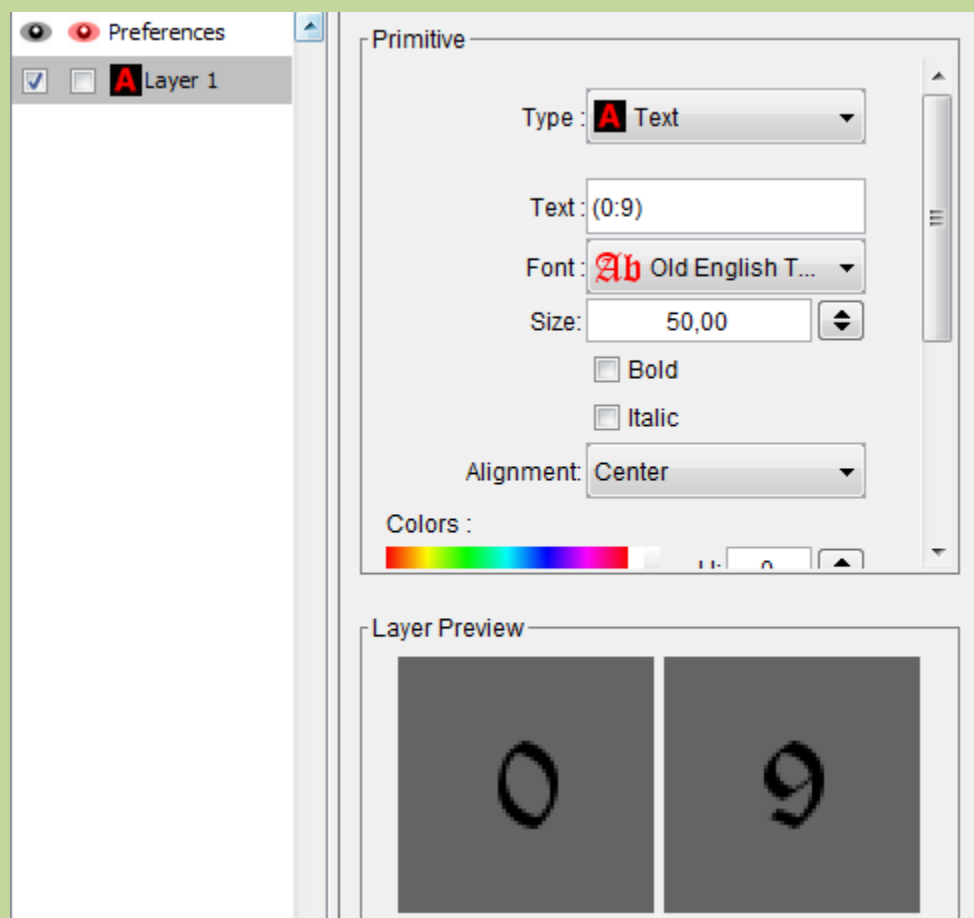 Preferences
A Layer 1
Primitive
Type : A Text
Text : (0:9)
Font : Ab Old English T...
Size: 50,00
Bold
Italic
Alignment: Center
Colors :
Layer Preview
0 9